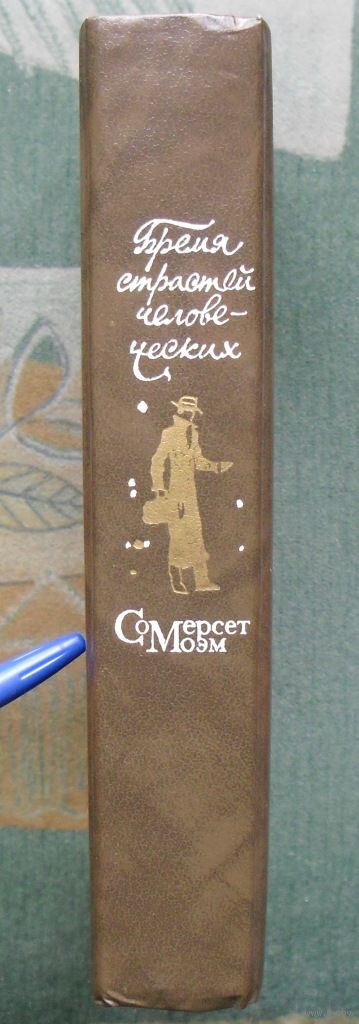 Бремя
страстей
челове-
ческих
Сомерсет
Моэм